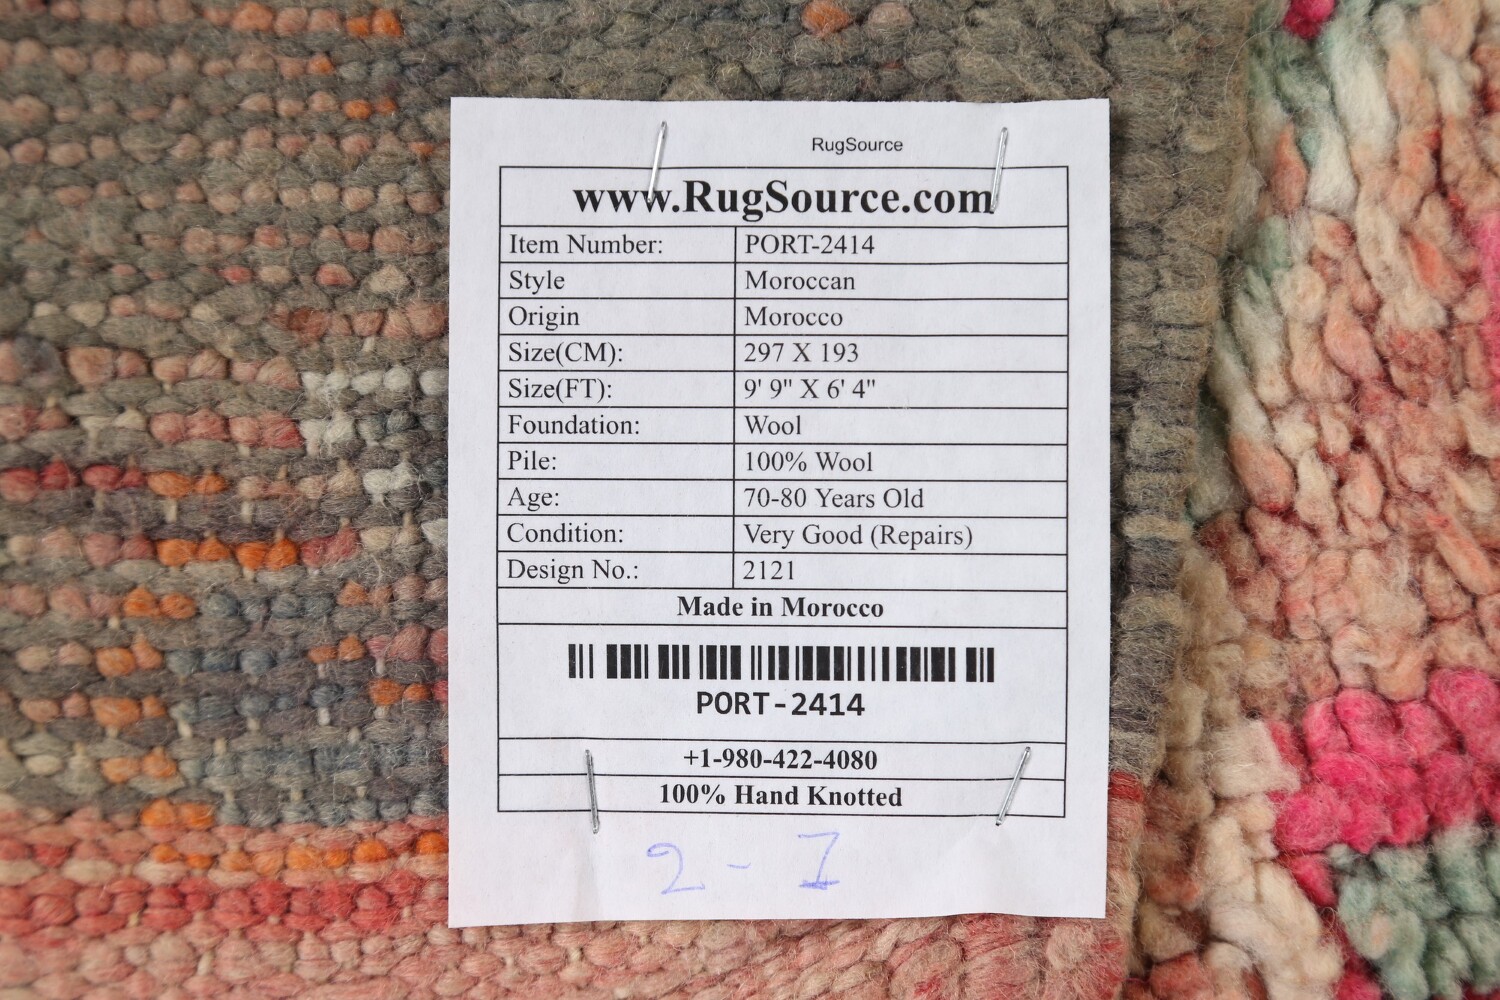 RugSource
www.RugSource.com
Item Number: PORT-2414
Style Moroccan
Origin Morocco
Size(CM): 297 X 193
Size(FT): 9' 9" X 6' 4"
Foundation: Wool
Pile: 100% Wool
Age: 70-80 Years Old
Condition: Very Good (Repairs)
Design No.: 2121
Made in Morocco
PORT-2414
+1-980-422-4080
100% Hand Knotted
2 - I